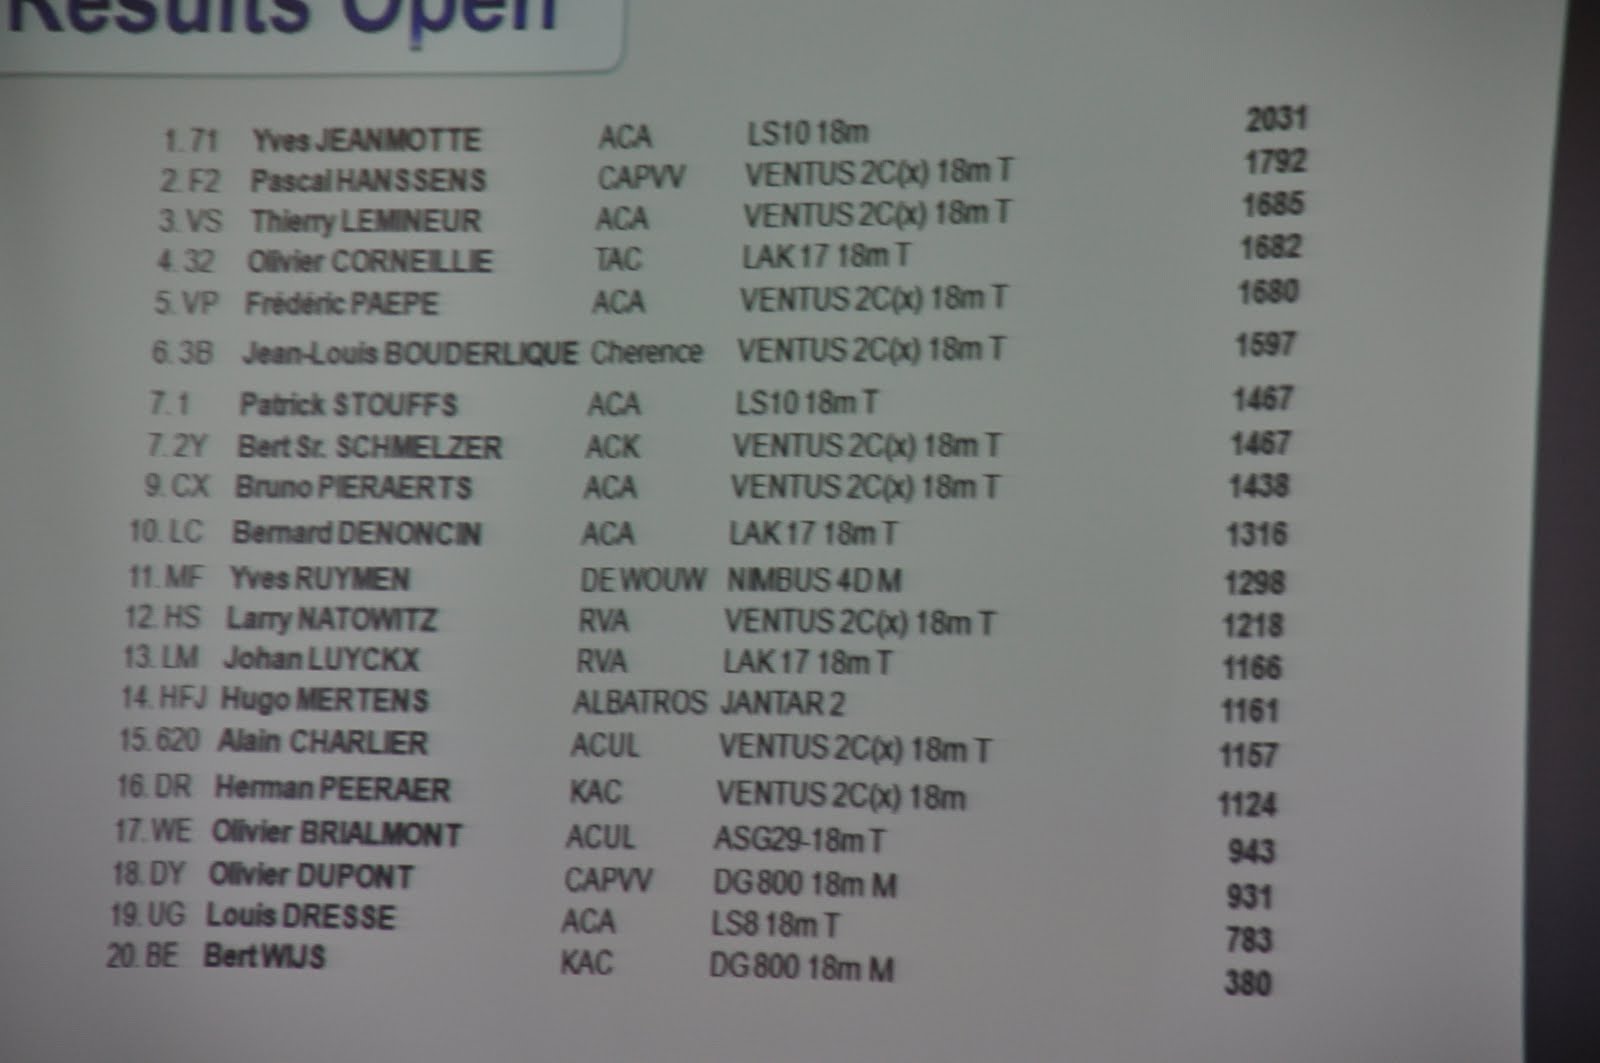 Results Open
1. 71 Yves JEANMOTTE ACA LS10 18m 2031
2. F2 Pascal HANSSENS CAPVV VENTUS 2C(x) 18m T 1792
3. VS Thierry LEMINEUR ACA VENTUS 2C(x) 18m T 1685
4. 32 Olivier CORNEILLIE TAC LAK 17 18m T 1682
5. VP Frédéric PAEPE ACA VENTUS 2C(x) 18m T 1680
6. 3B Jean-Louis BOUDERLIQUE Cherence VENTUS 2C(x) 18m T 1597
7. 1 Patrick STOUFFS ACA LS10 18m T 1467
7. 2Y Bert Sr. SCHMELZER ACK VENTUS 2C(x) 18m T 1467
9. CX Bruno PIERAERTS ACA VENTUS 2C(x) 18m T 1438
10. LC Bernard DENONCIN ACA LAK 17 18m T 1316
11. MF Yves RUYMEN DE WOUW NIMBUS 4D M 1298
12. HS Larry NATOWITZ RVA VENTUS 2C(x) 18m T 1218
13. LM Johan LUYCKX RVA LAK 17 18m T 1166
14. HFJ Hugo MERTENS ALBATROS JANTAR 2 1161
15. 620 Alain CHARLIER ACUL VENTUS 2C(x) 18m T 1157
16. DR Herman PEERAER KAC VENTUS 2C(x) 18m 1124
17. WE Olivier BRIALMONT ACUL ASG29-18m T 943
18. DY Olivier DUPONT CAPVV DG 800 18m M 931
19. UG Louis DRESSE ACA LS8 18m T 783
20. BE Bert WIJS KAC DG 800 18m M 380